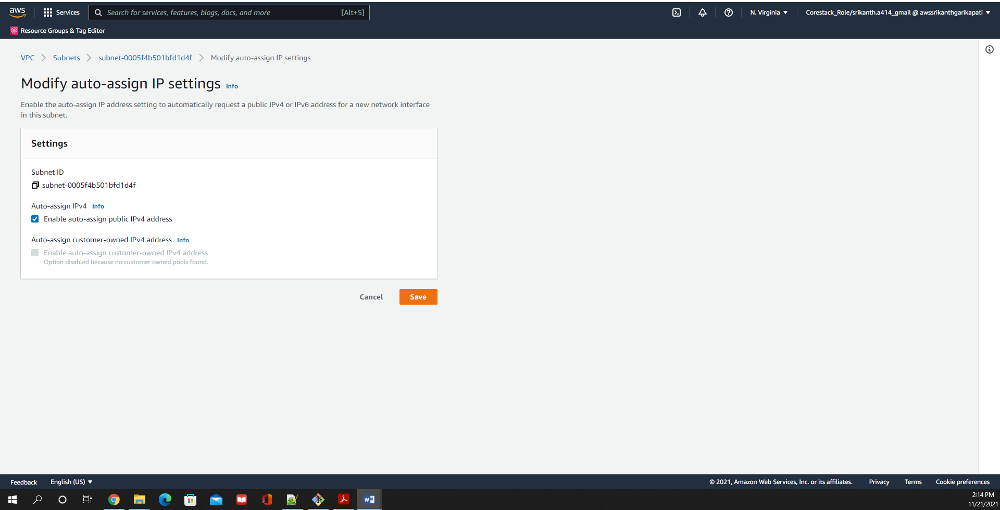 aws
Services
Search for services, features, blogs, docs, and more
[Alt+S]
N. Virginia
Corestack_Role/srikanth.a414_gmail @ awssrikanthgarikapati
Resource Groups & Tag Editor
VPC
Subnets
subnet-0005f4b501bfd1d4f
Modify auto-assign IP settings
Modify auto-assign IP settings Info
Enable the auto-assign IP address setting to automatically request a public IPv4 or IPv6 address for a new network interface
in this subnet.
Settings
Subnet ID
subnet-0005f4b501bfd1d4f
Auto-assign IPv4 Info
Enable auto-assign public IPv4 address
Auto-assign customer-owned IPv4 address Info
Enable auto-assign customer-owned IPv4 address
Option disabled because no customer owned pools found.
Cancel
Save
Feedback
English (US)
© 2021, Amazon Web Services, Inc. or its affiliates.
Privacy
Terms
Cookie preferences
2:14 PM
11/21/2021